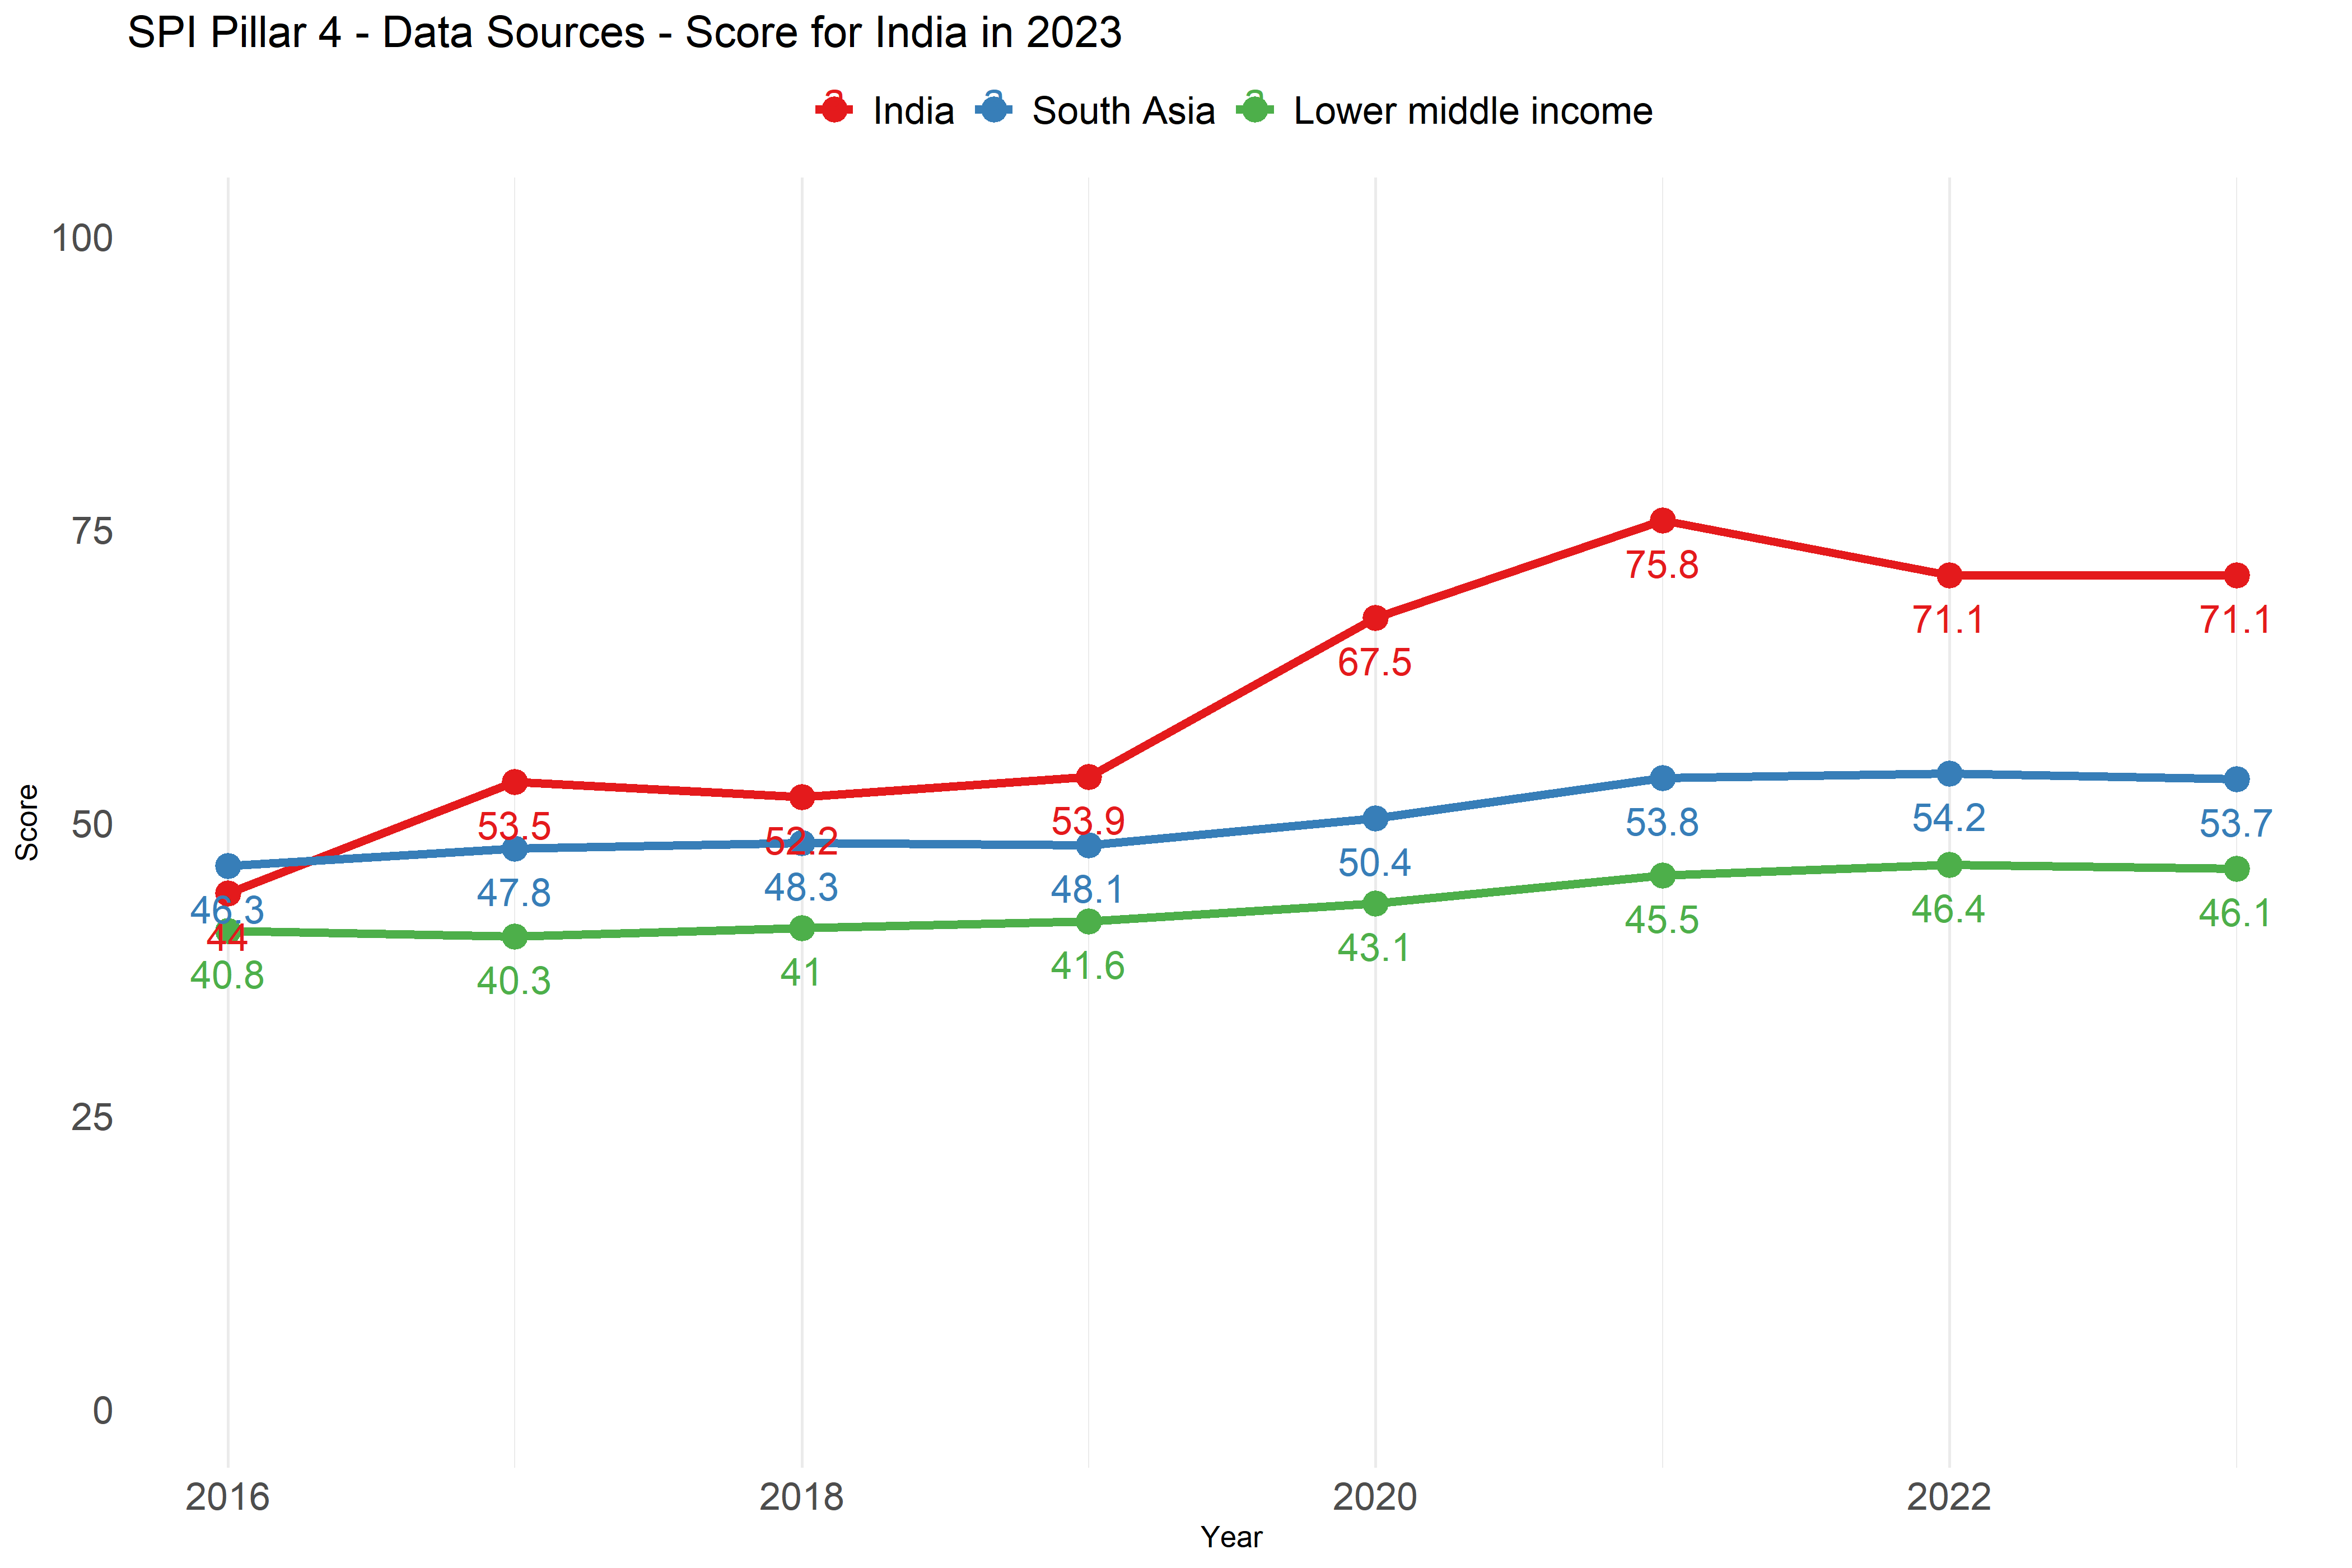 SPI Pillar 4 - Data Sources - Score for India in 2023
India South Asia Lower middle income
100
75
50
25
0
Score
75.8
71.1 71.1
67.5
53.5 52.2 53.9
46.3 47.8 48.3 48.1 50.4 53.8 54.2 53.7
44
40.8 40.3 41 41.6 43.1 45.5 46.4 46.1
2016 2018 2020 2022
Year